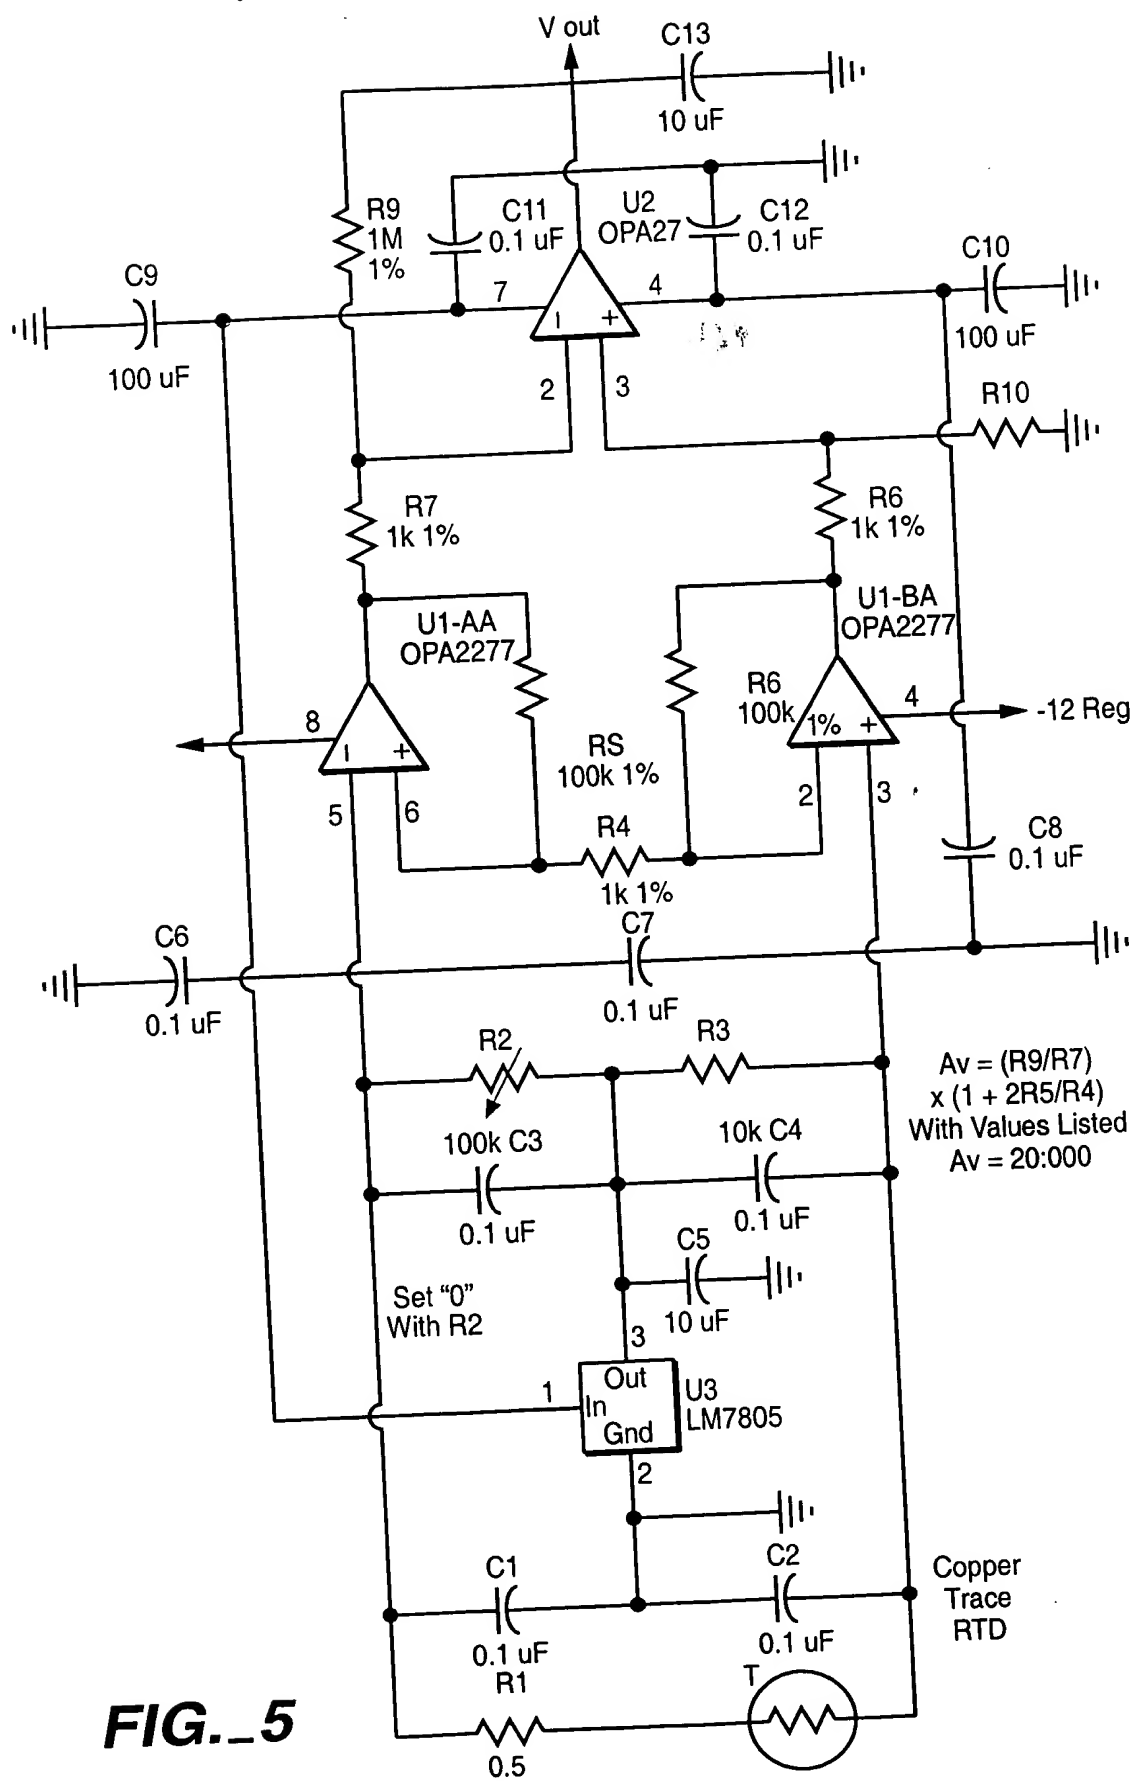 V out
C13
10 uF
R9
1M
1%
C11
0.1 uF
U2
OPA27
C12
0.1 uF
C9
100 uF
7
4
C10
100 uF
–
+
2
3
R10
R7
1k 1%
R6
1k 1%
U1-AA
OPA2277
U1-BA
OPA2277
R6
100k 1%
8
4
-12 Reg
–
+
–
+
RS
100k 1%
5
6
2
3
R4
1k 1%
C8
0.1 uF
C6
0.1 uF
C7
0.1 uF
R2
R3
100k C3
0.1 uF
10k C4
0.1 uF
Av = (R9/R7)
x (1 + 2R5/R4)
With Values Listed
Av = 20:000
C5
10 uF
Set “0”
With R2
3
Out
1
In
Gnd
U3
LM7805
2
C1
0.1 uF
C2
0.1 uF
Copper
Trace
RTD
R1
0.5
T
FIG._5